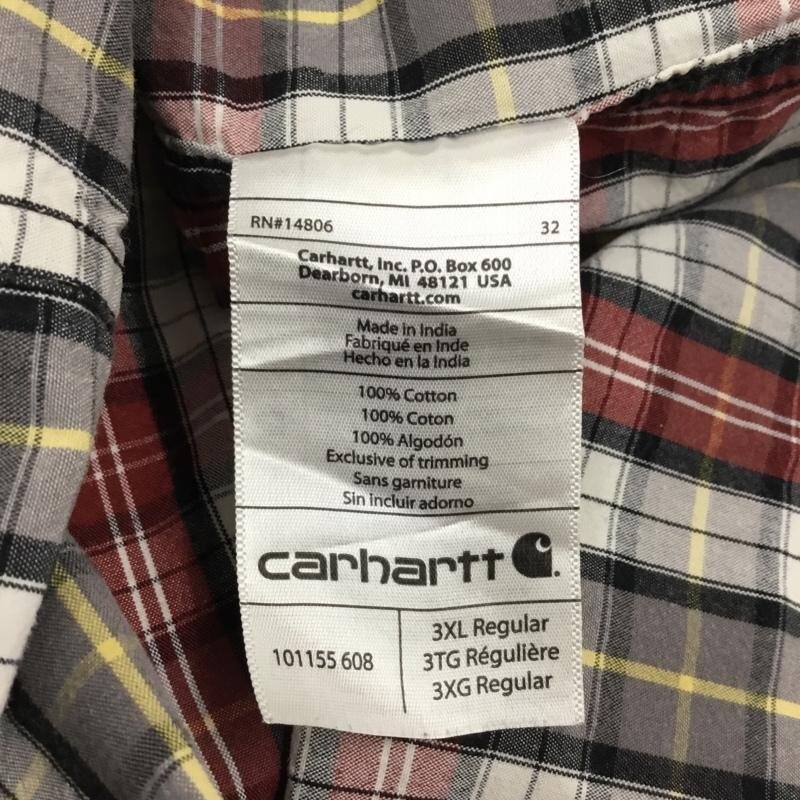 RN#14806 32
Carhartt, Inc. P.O. Box 600
Dearborn, MI 48121 USA
carhartt.com
Made in India
Fabriqué en Inde
Hecho en la India
100% Cotton
100% Coton
100% Algodón
Exclusive of trimming
Sans garniture
Sin incluir adorno
carhartt
101155 608
3XL Regular
3TG Régulière
3XG Regular